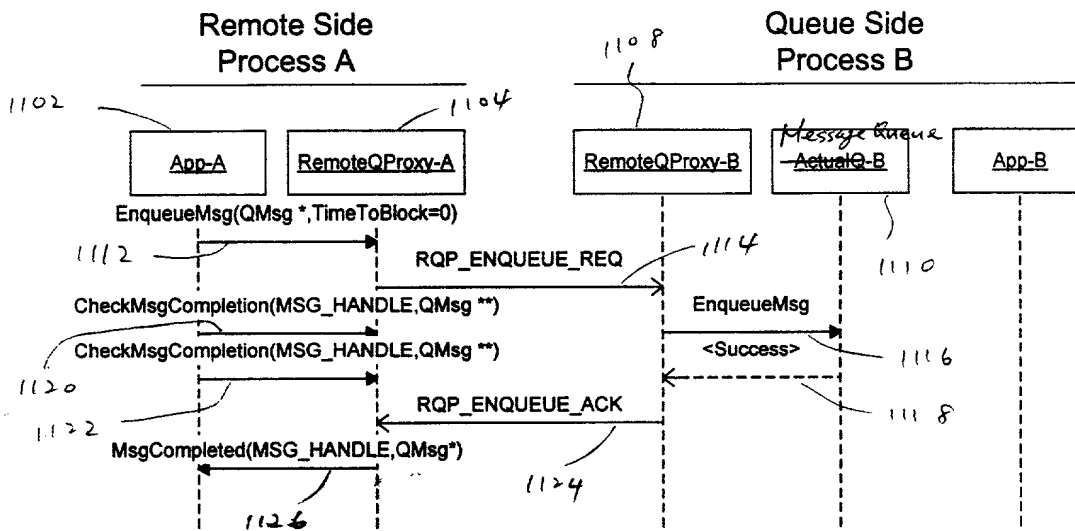 Remote Side
Process A
Queue Side
Process B
1108
1102
1104
App-A
RemoteQProxy-A
RemoteQProxy-B
MessageQueue
ActualQ-B
App-B
EnqueueMsg(QMsg *,TimeToBlock=0)
1112
RQP_ENQUEUE_REQ
1114
1110
CheckMsgCompletion(MSG_HANDLE,QMsg **)
EnqueueMsg
CheckMsgCompletion(MSG_HANDLE,QMsg **)
<Success>
1116
1120
RQP_ENQUEUE_ACK
1118
1122
MsgCompleted(MSG_HANDLE,QMsg*)
1124
1126